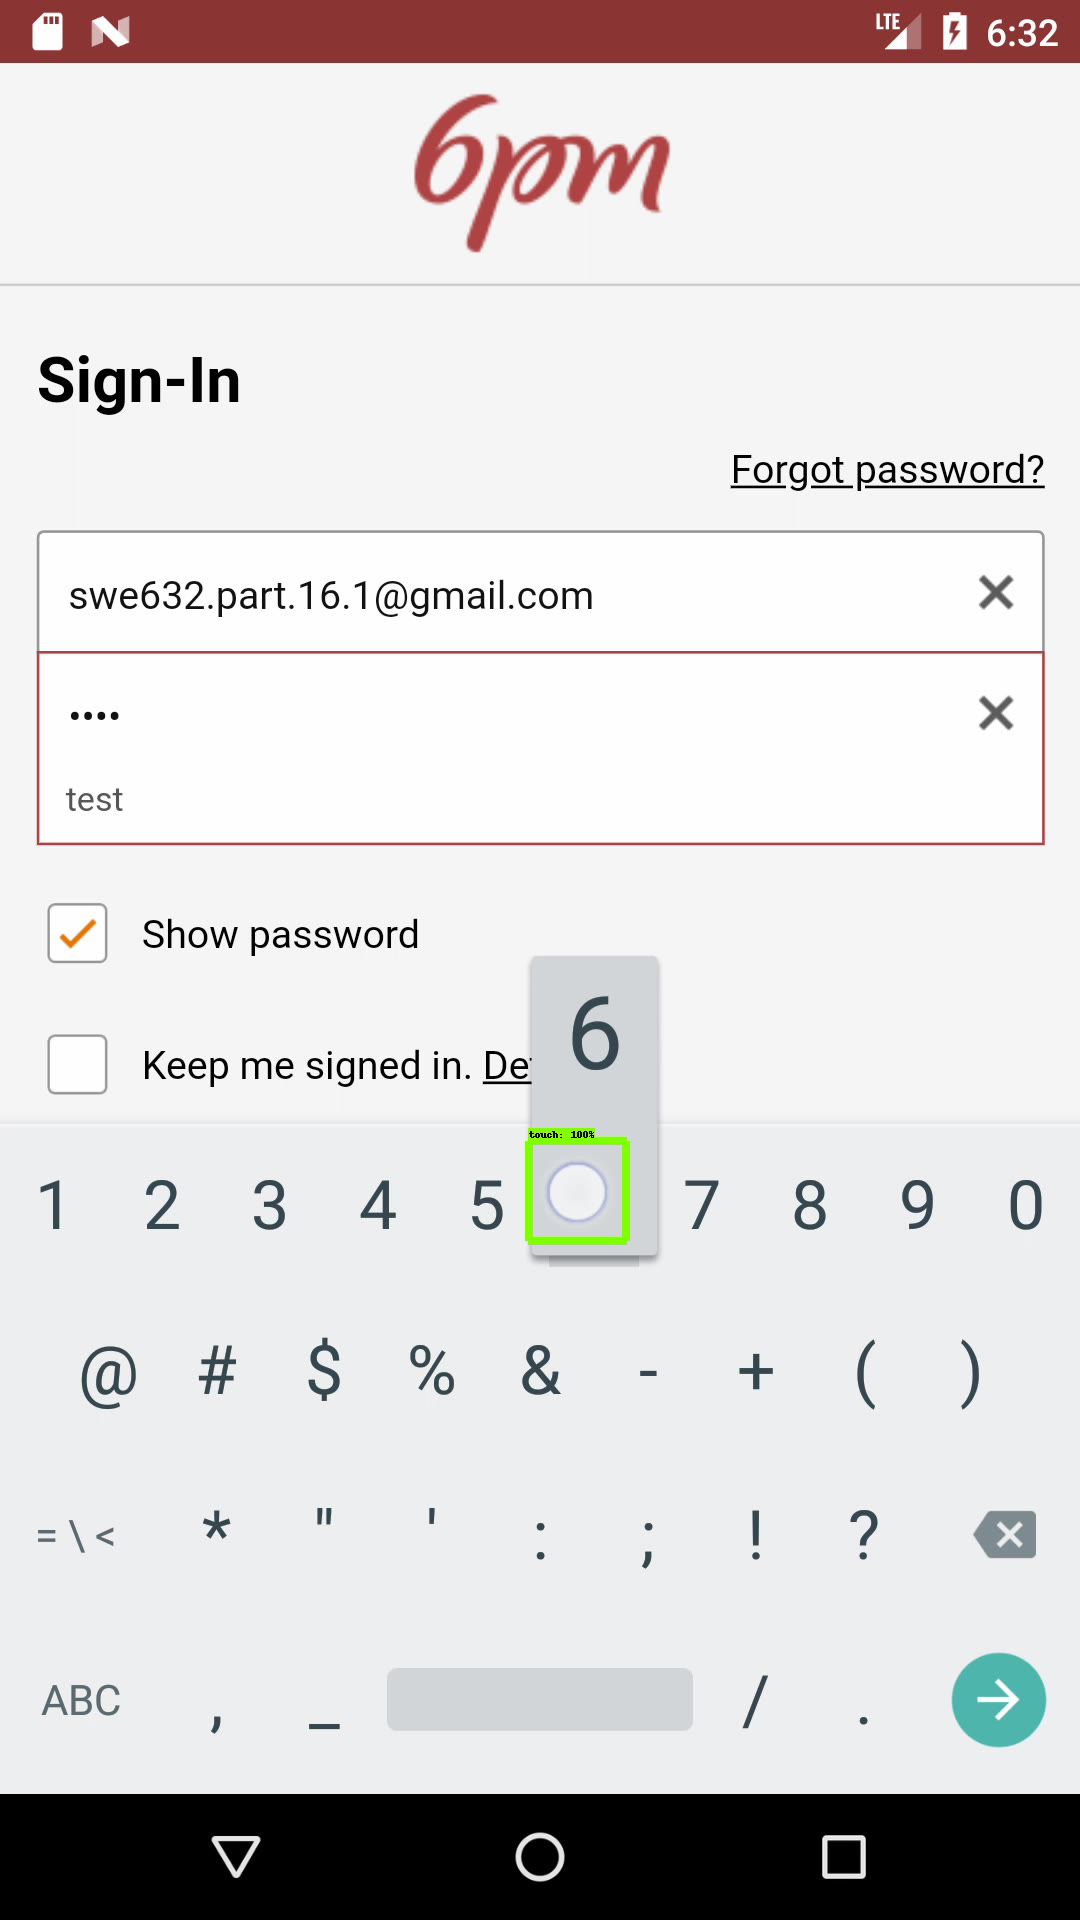 LTE 6:32
6pm
Sign-In
Forgot password?
swe632.part.16.1@gmail.com
••••
test
Show password
Keep me signed in. De
6
touch: 100%
1 2 3 4 5 7 8 9 0
@ # $ % & - + ( )
= \ < * " ' : ; ! ?
ABC , _ / .